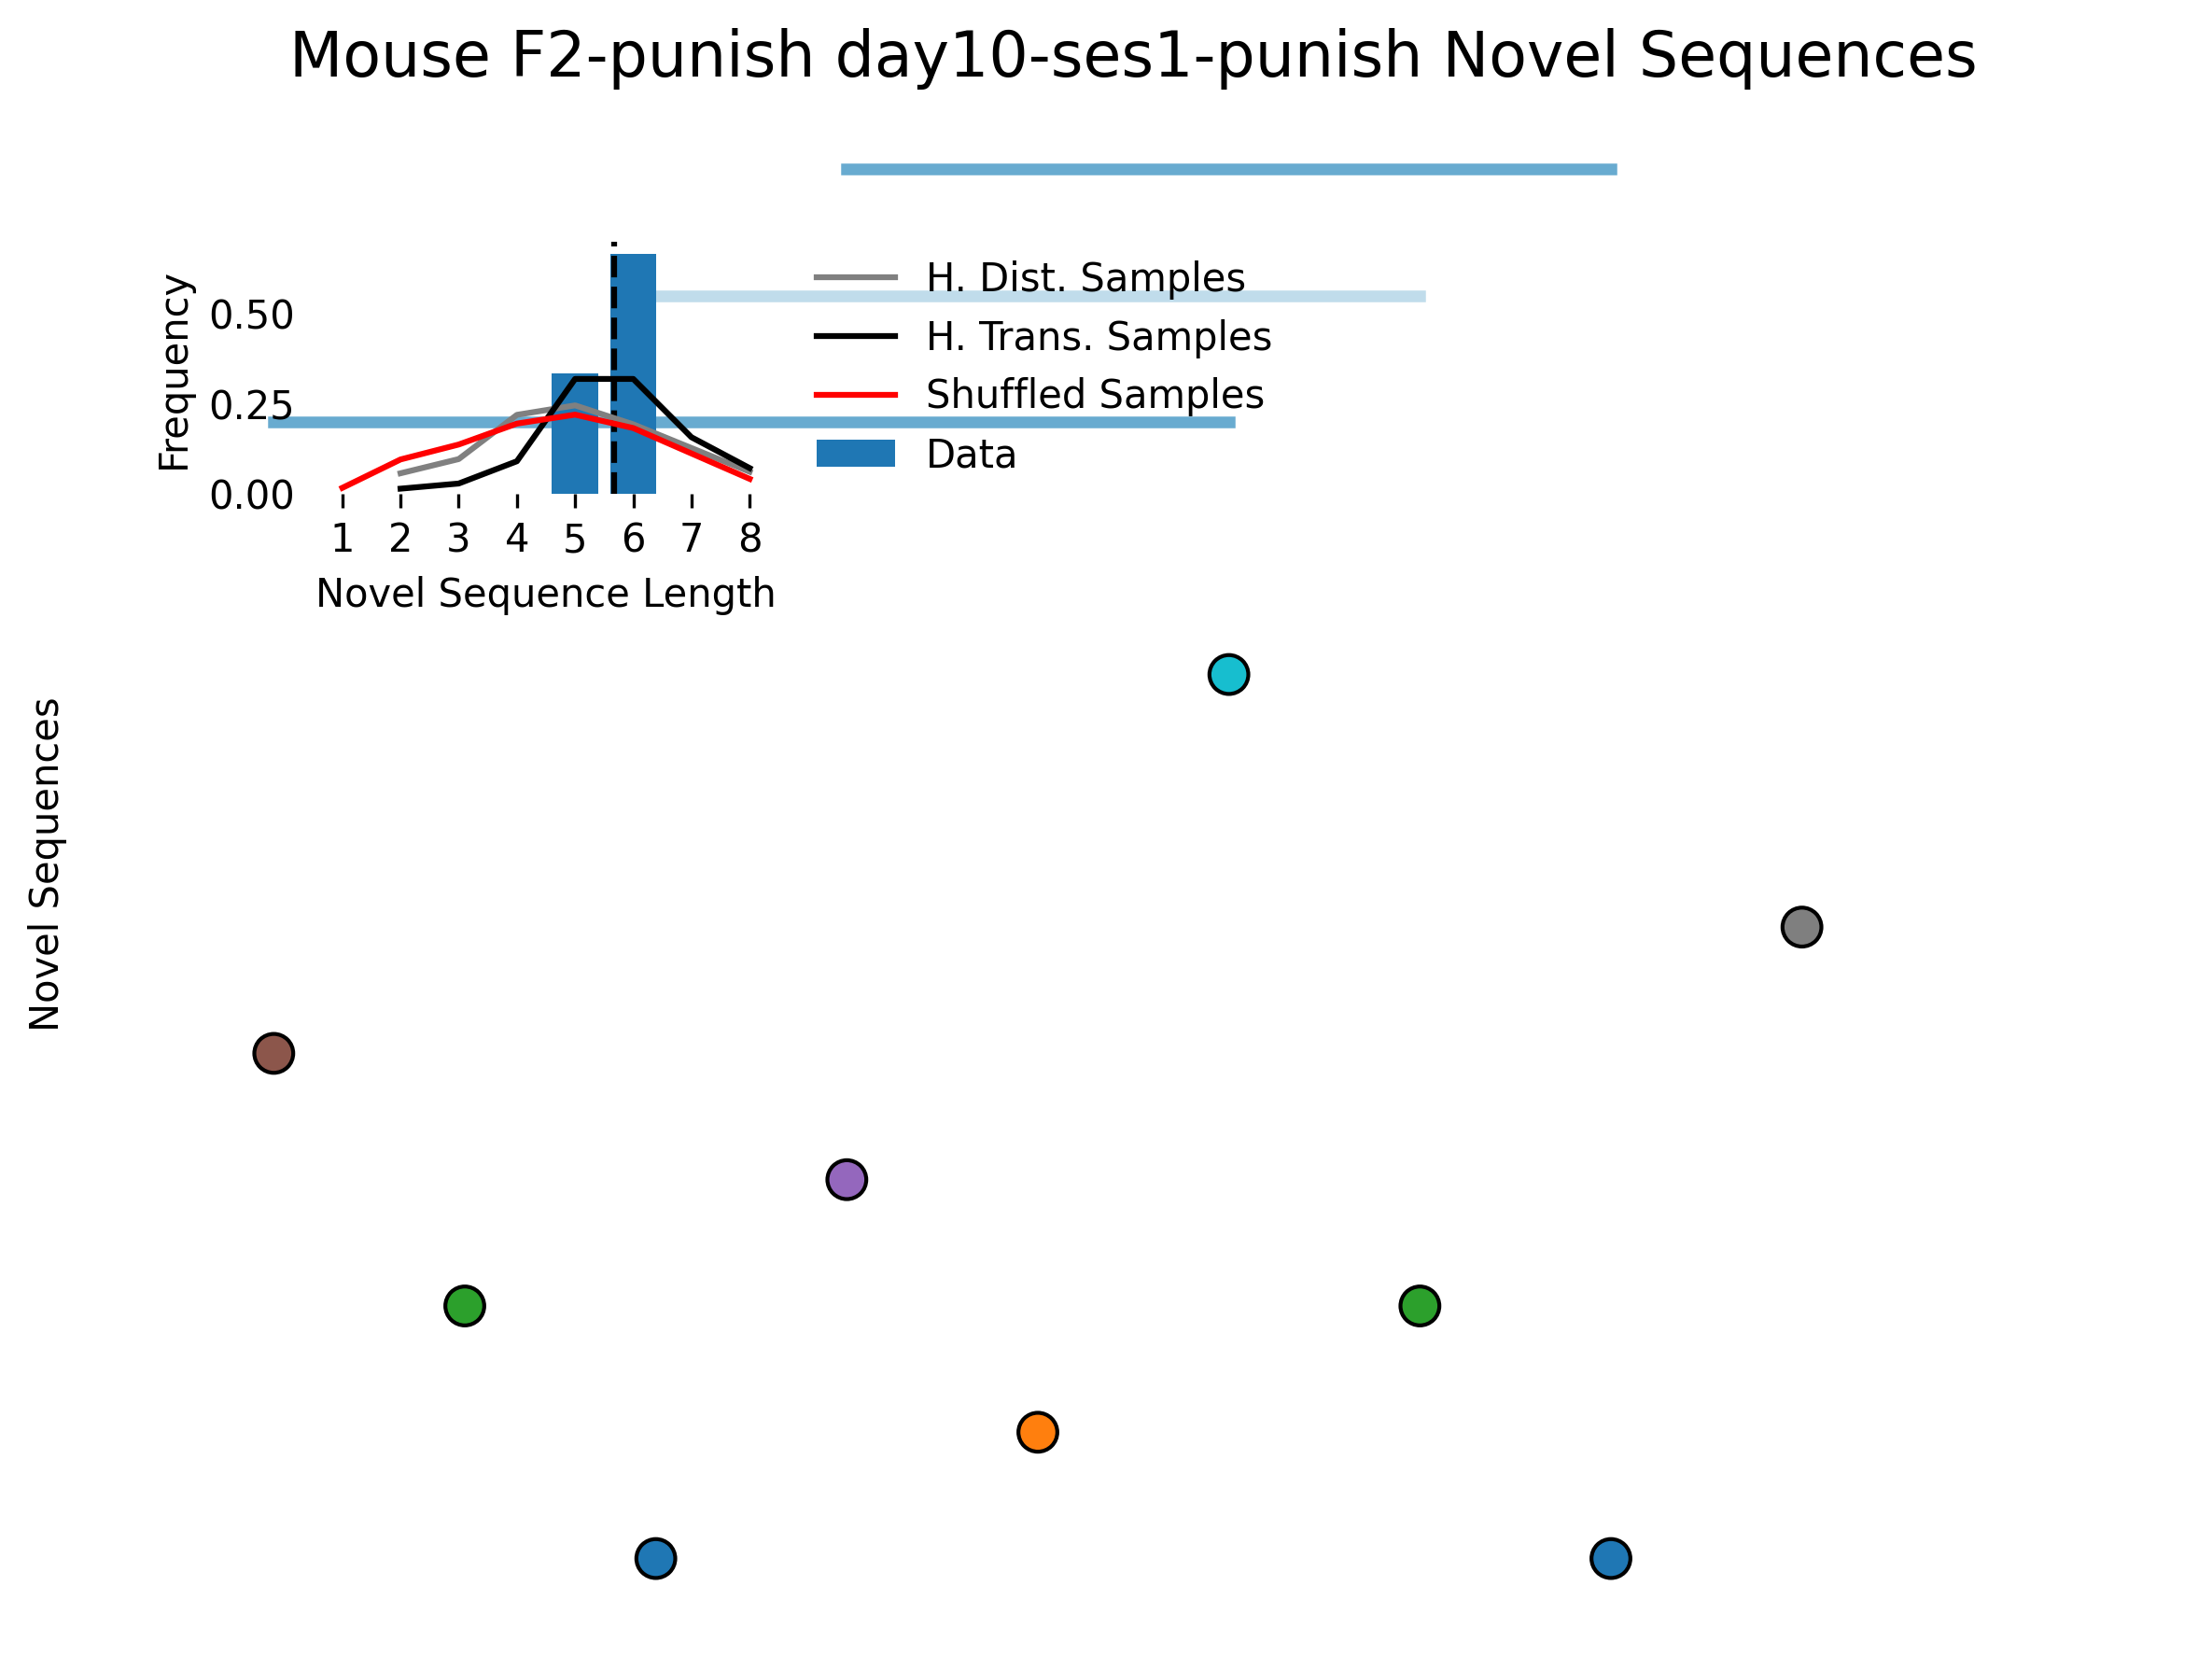 Mouse F2-punish day10-ses1-punish Novel Sequences
Frequency
0.50
0.25
0.00
1 2 3 4 5 6 7 8
Novel Sequence Length
H. Dist. Samples
H. Trans. Samples
Shuffled Samples
Data
Novel Sequences